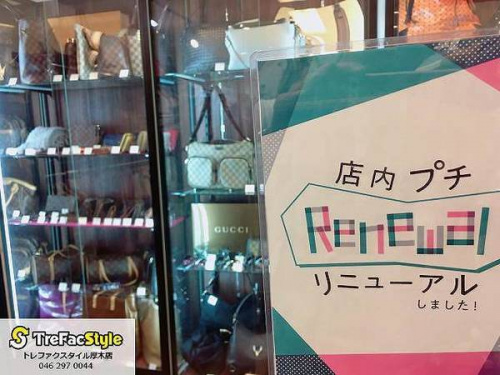 店内 プチ
Renewal
リニューアル
しました!
GUCCI
TreFacStyle
トレファクスタイル厚木店
046 297 0044